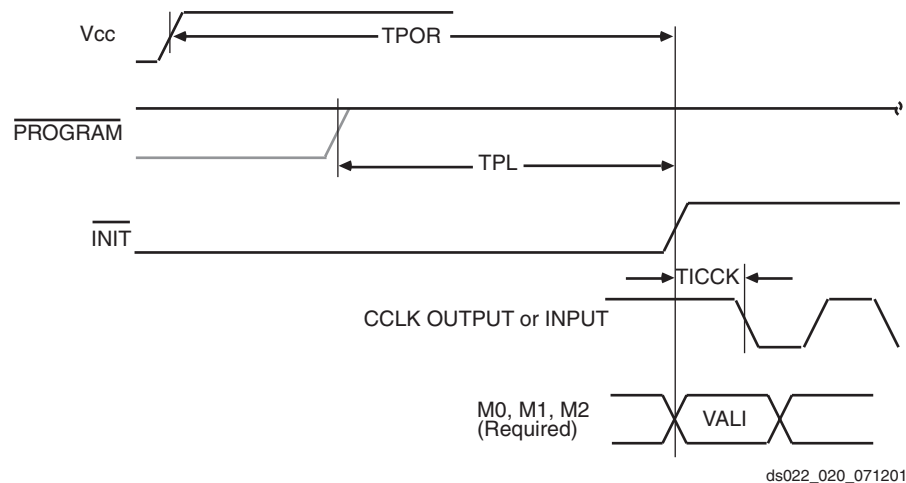 Vcc
TPOR
PROGRAM
TPL
INIT
TICCK
CCLK OUTPUT or INPUT
M0, M1, M2
(Required)
VALI
ds022_020_071201